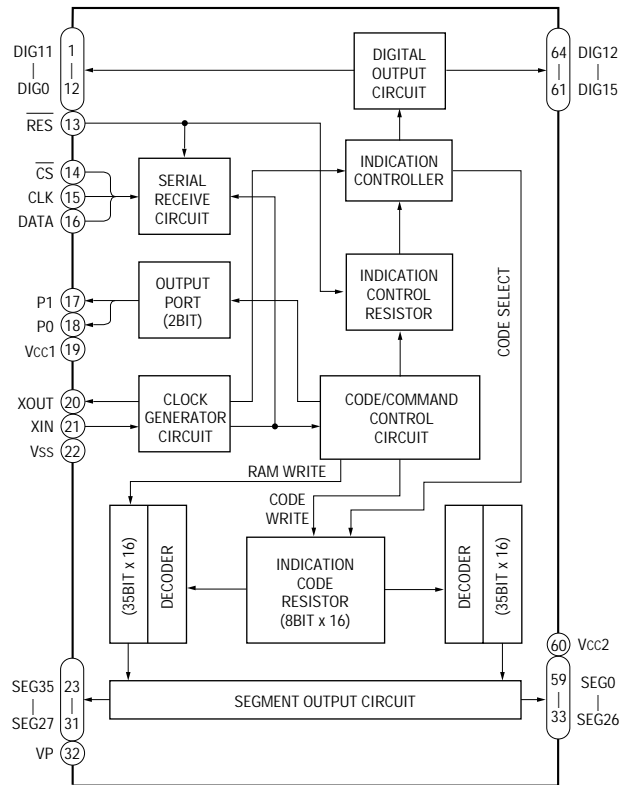 DIG11
DIG0
1
12
DIGITAL
OUTPUT
CIRCUIT
64
61
DIG12
DIG15
RES
13
CS
14
CLK
15
DATA
16
SERIAL
RECEIVE
CIRCUIT
INDICATION
CONTROLLER
P1
17
P0
18
VCC1
19
OUTPUT
PORT
(2BIT)
INDICATION
CONTROL
RESISTOR
CODE SELECT
XOUT
20
XIN
21
VSS
22
CLOCK
GENERATOR
CIRCUIT
CODE/COMMAND
CONTROL
CIRCUIT
RAM WRITE
CODE
WRITE
(35BIT x 16)
DECODER
INDICATION
CODE
RESISTOR
(8BIT x 16)
DECODER
(35BIT x 16)
60
VCC2
SEG35
SEG27
23
31
SEGMENT OUTPUT CIRCUIT
59
33
SEG0
SEG26
VP
32